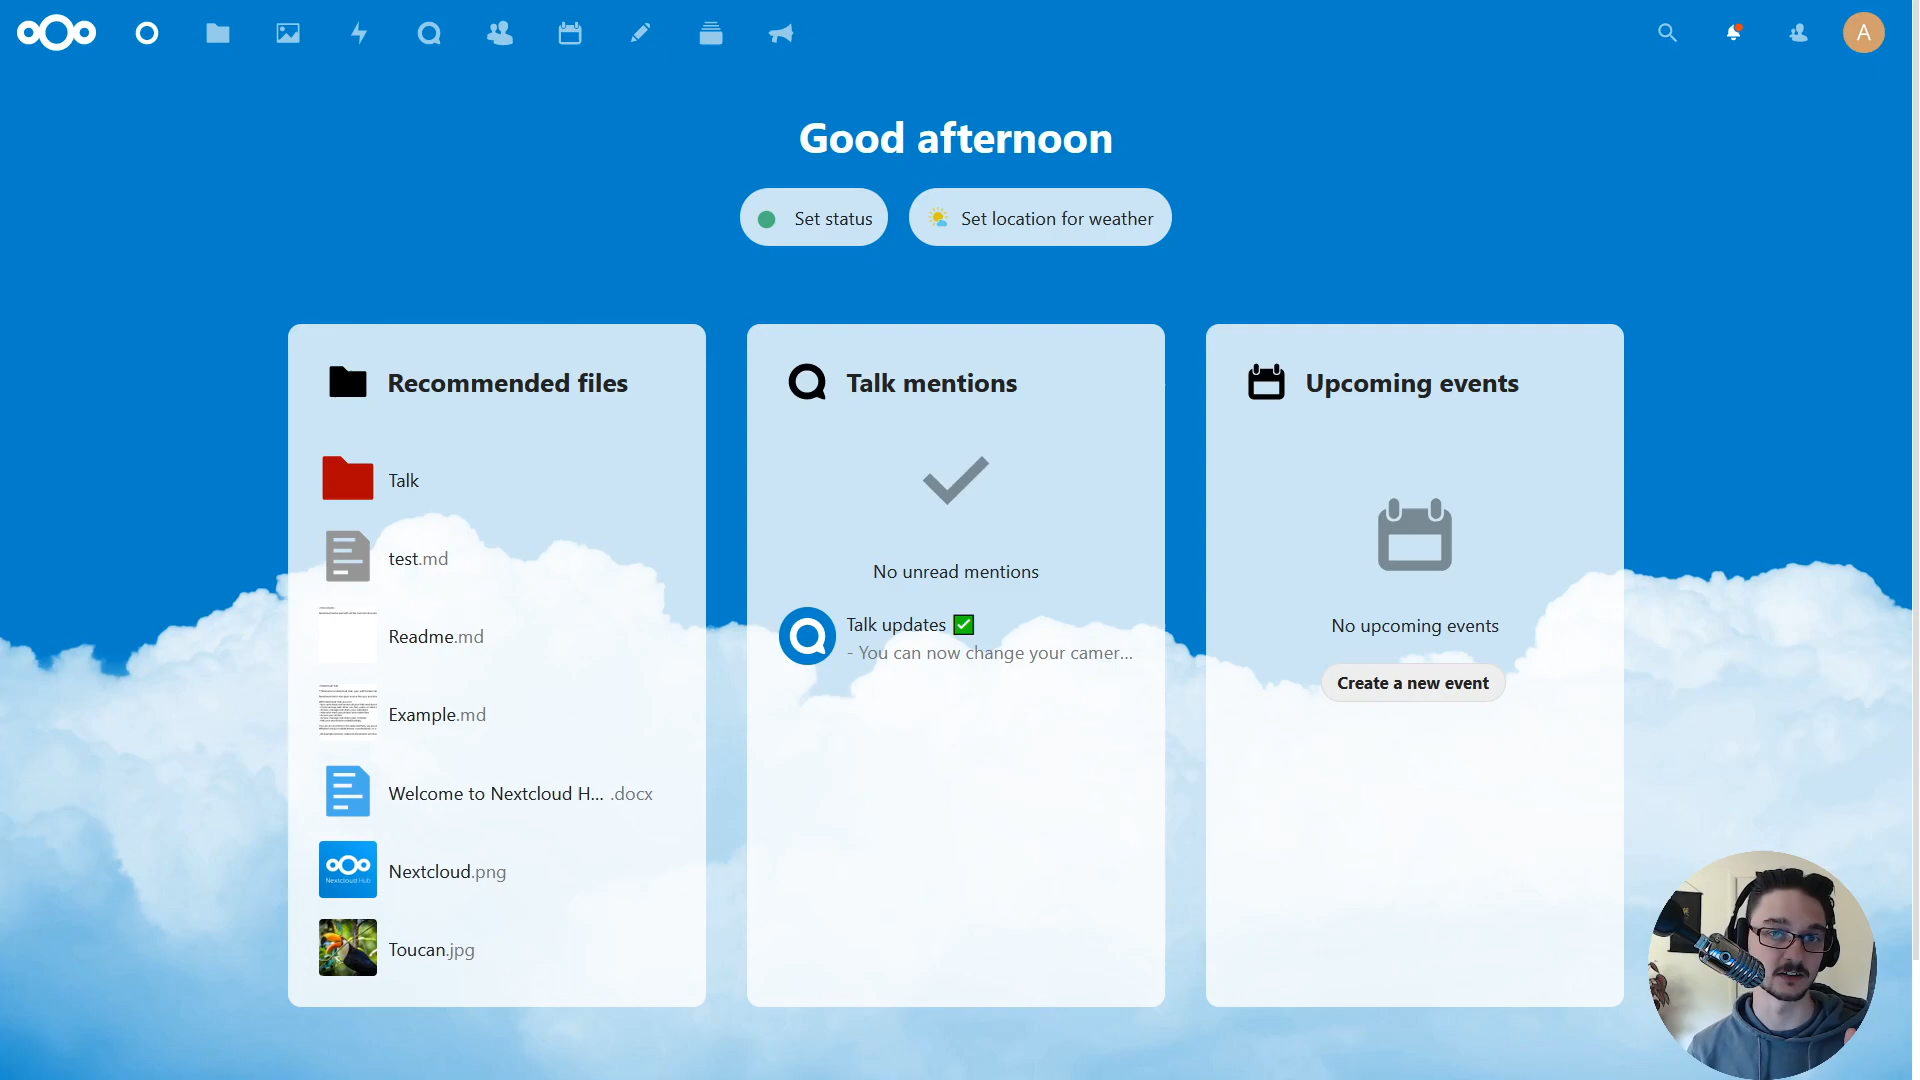 A
Good afternoon
Set status
Set location for weather
Recommended files
Talk
test.md
Readme.md
Example.md
Welcome to Nextcloud H... .docx
Nextcloud Hub
Nextcloud.png
Toucan.jpg
Talk mentions
No unread mentions
Talk updates ✅
- You can now change your camer...
Upcoming events
No upcoming events
Create a new event